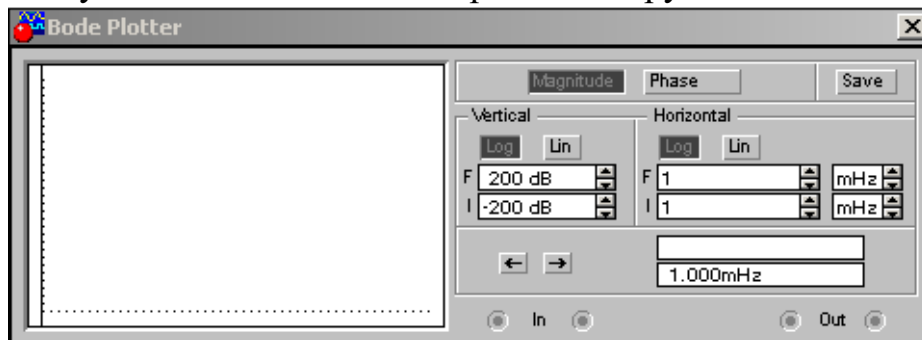 Bode Plotter
Magnitude Phase Save
Vertical Horizontal
Log Lin Log Lin
F 200 dB F 1 mHz
I -200 dB I 1 mHz
1.000mHz
In Out